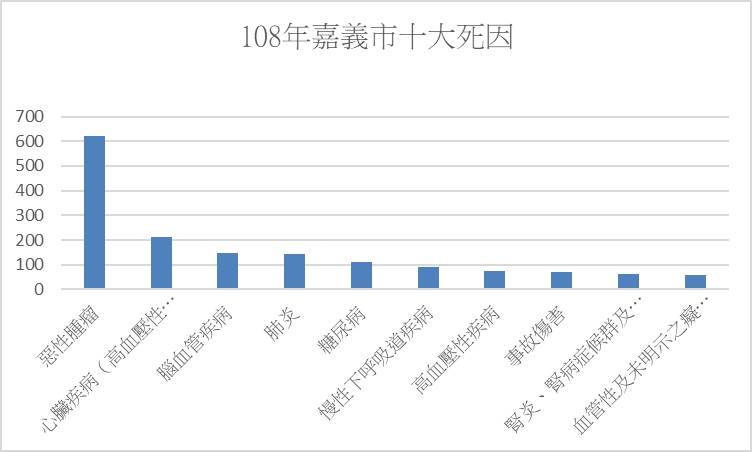 108年嘉義市十大死因
700
600
500
400
300
200
100
0
惡性腫瘤
心臟疾病（高血壓性…
腦血管疾病
肺炎
糖尿病
慢性下呼吸道疾病
高血壓性疾病
事故傷害
腎炎、腎病症候群及…
血管性及未明示之癡…